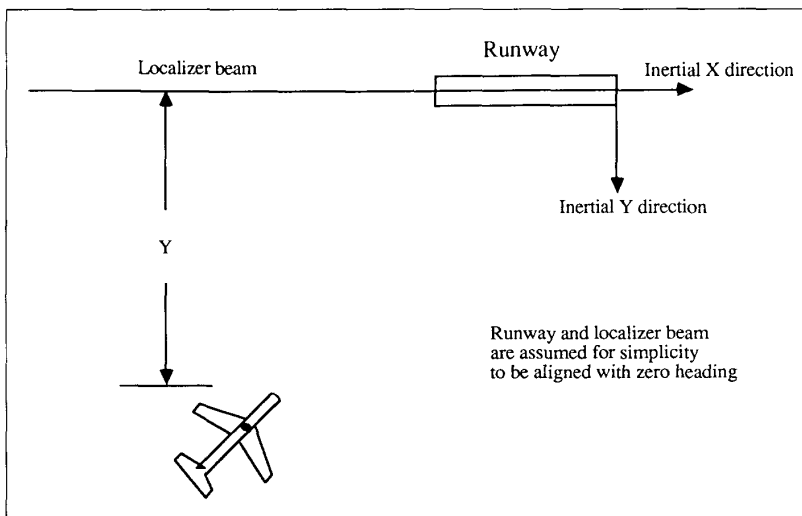 Runway
Localizer beam
Inertial X direction
Inertial Y direction
Y
Runway and localizer beam
are assumed for simplicity
to be aligned with zero heading